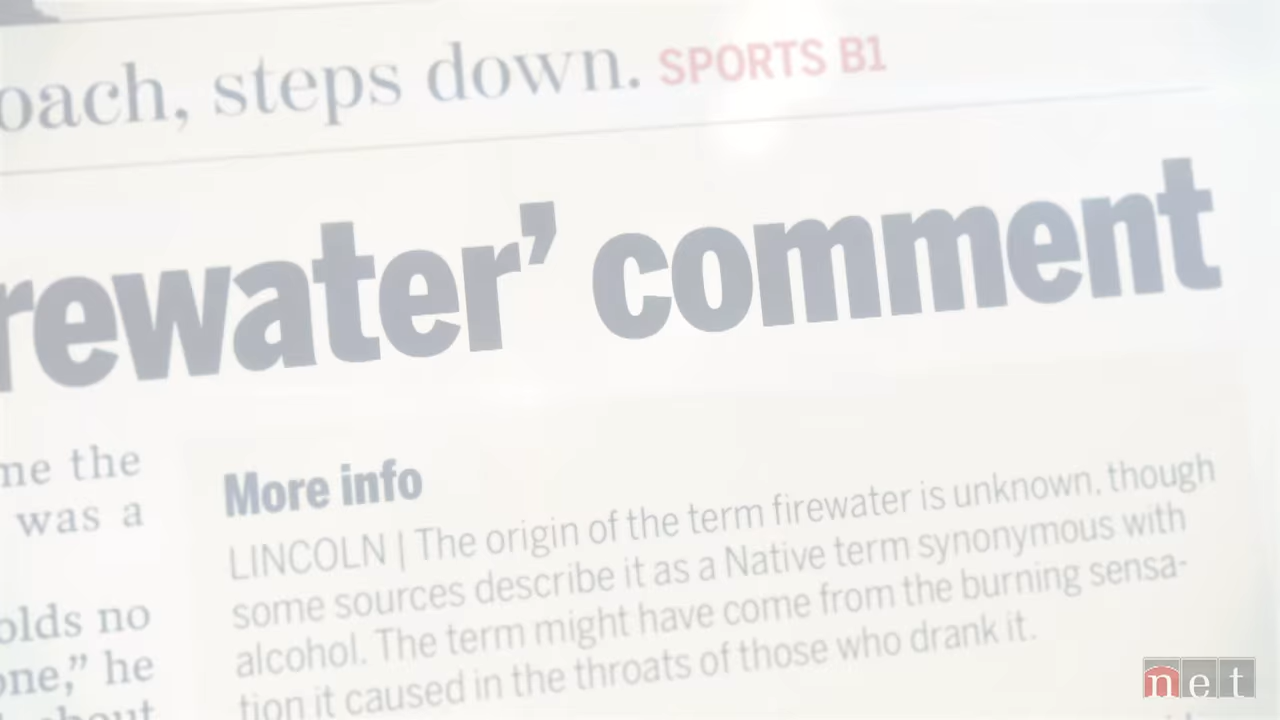 oach, steps down. SPORTS B1
rewater’ comment
me the
was a
olds no
one,” he
about
More info
LINCOLN | The origin of the term firewater is unknown, though
some sources describe it as a Native term synonymous with
alcohol. The term might have come from the burning sensa-
tion it caused in the throats of those who drank it.
net